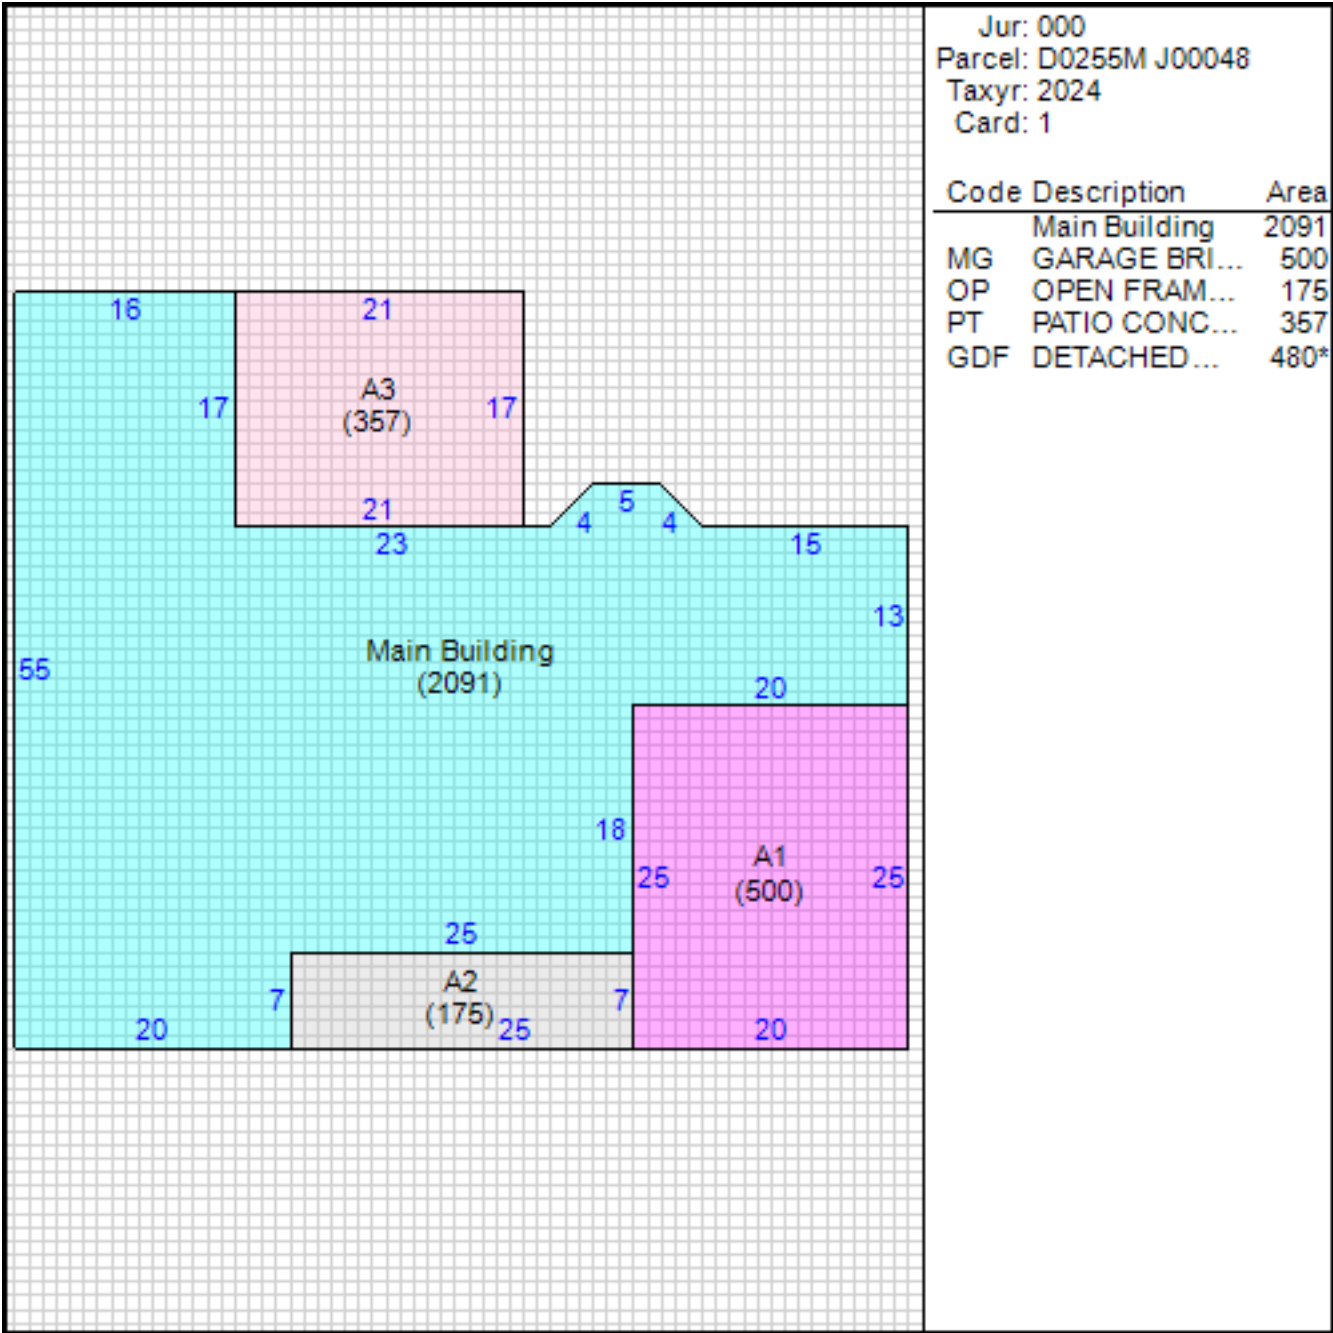 Jur: 000
Parcel: D0255M J00048
Taxyr: 2024
Card: 1
Code Description Area
Main Building 2091
MG GARAGE BRI... 500
OP OPEN FRAM... 175
PT PATIO CONC... 357
GDF DETACHED... 480*
16
21
A3
(357)
17
17
21
5
4
4
23
15
13
Main Building
(2091)
55
20
18
A1
(500)
25
25
25
A2
(175)
7
7
20
25
20